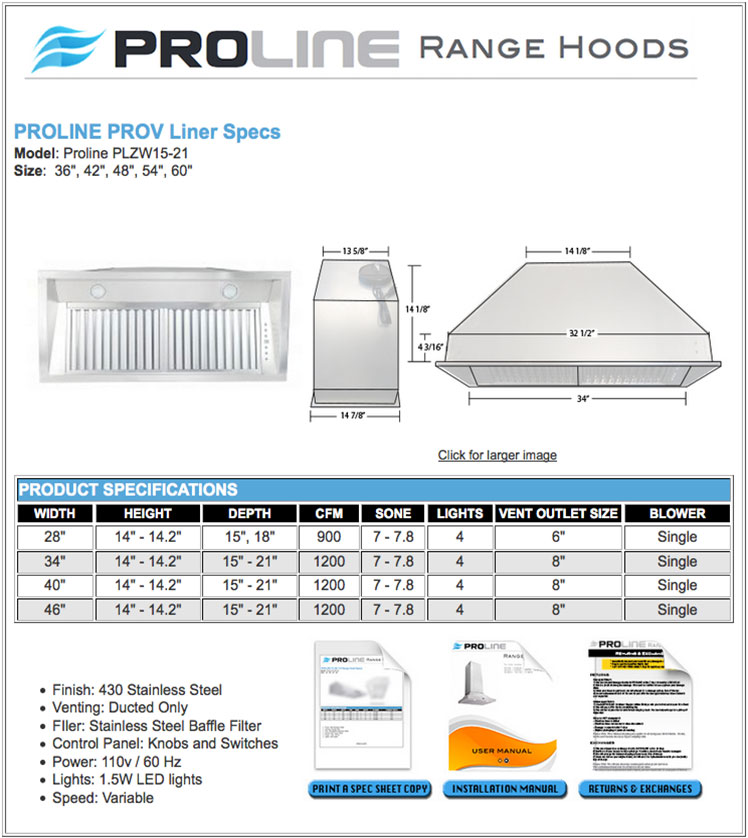 PROLINE RANGE HOODS
PROLINE PROV Liner Specs
Model: Proline PLZW15-21
Size: 36", 42", 48", 54", 60"
13 5/8"
14 1/8"
14 1/8"
32 1/2"
4 3/16"
34"
14 7/8"
Click for larger image
PRODUCT SPECIFICATIONS
WIDTH HEIGHT DEPTH CFM SONE LIGHTS VENT OUTLET SIZE BLOWER
28" 14" - 14.2" 15", 18" 900 7 - 7.8 4 6" Single
34" 14" - 14.2" 15" - 21" 1200 7 - 7.8 4 8" Single
40" 14" - 14.2" 15" - 21" 1200 7 - 7.8 4 8" Single
46" 14" - 14.2" 15" - 21" 1200 7 - 7.8 4 8" Single
• Finish: 430 Stainless Steel
• Venting: Ducted Only
• FIler: Stainless Steel Baffle Filter
• Control Panel: Knobs and Switches
• Power: 110v / 60 Hz
• Lights: 1.5W LED lights
• Speed: Variable
PROLINE RANGE
PROLINE
RANGE
USER MANUAL
PROLINE
RETURNS & EXCHANGES
PRINT A SPEC SHEET COPY
INSTALLATION MANUAL
RETURNS & EXCHANGES